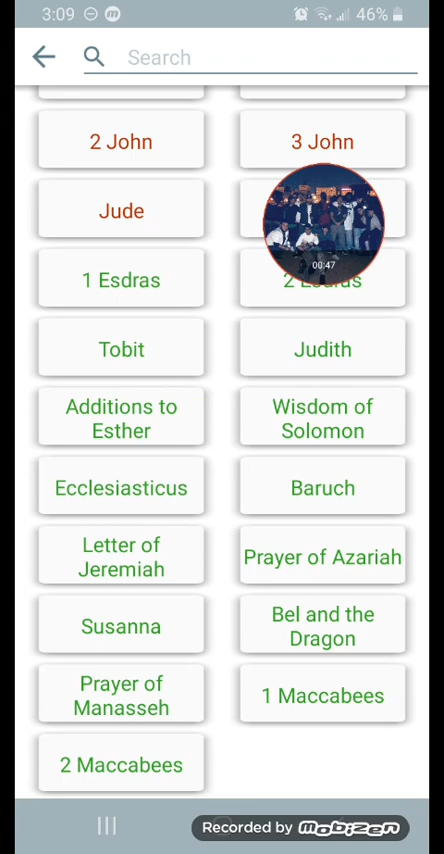 3:09 46%
Search
2 John
3 John
Jude
00:47
1 Esdras
2 Esdras
Tobit
Judith
Additions to
Esther
Wisdom of
Solomon
Ecclesiasticus
Baruch
Letter of
Jeremiah
Prayer of Azariah
Susanna
Bel and the
Dragon
Prayer of
Manasseh
1 Maccabees
2 Maccabees
Recorded by Mobizen